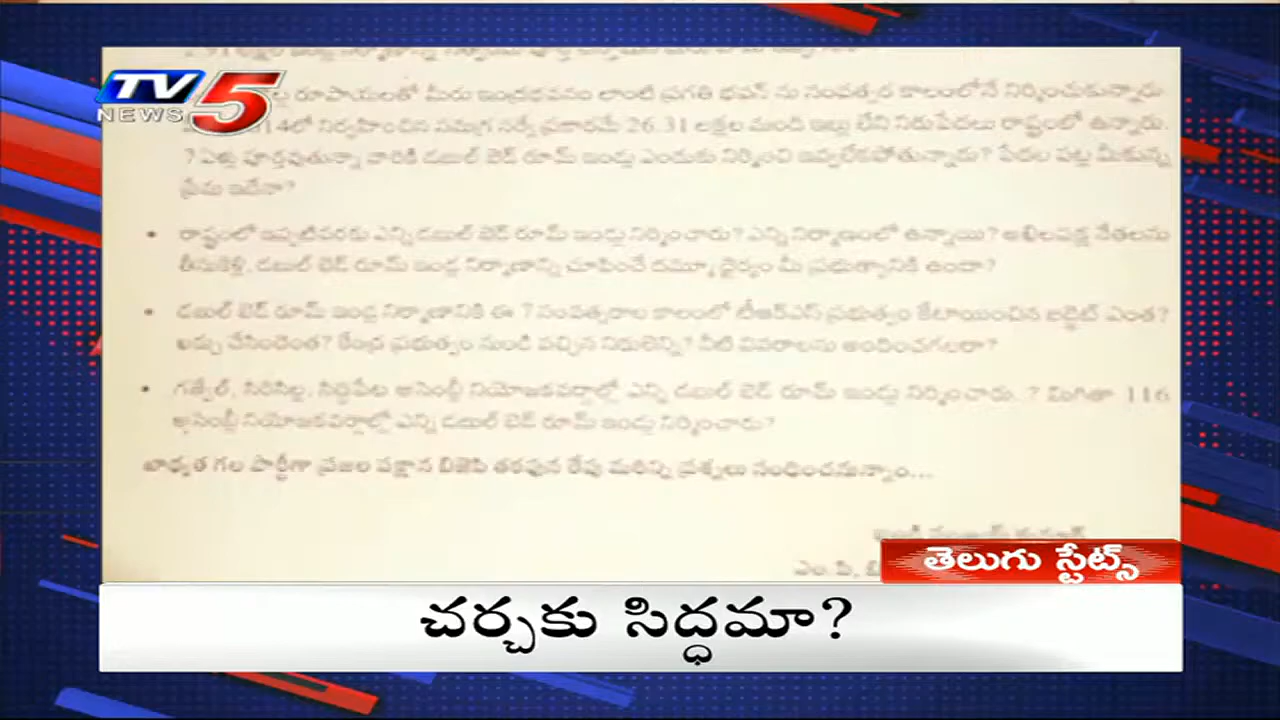 TV5
NEWS
రూపాయలతో మీరు ఇంద్రభవనం లాంటి ప్రగతి భవన్ ను సంవత్సర కాలంలోనే నిర్మించుకున్నారు.
14లో నిర్వహించిన సమగ్ర సర్వే ప్రకారమే 26.31 లక్షల మంది ఇల్లు లేని నిరుపేదలు రాష్ట్రంలో ఉన్నారు.
7 ఏళ్లు పూర్తవుతున్నా వారికి డబుల్ బెడ్ రూమ్ ఇండ్లు ఎందుకు నిర్మించి ఇవ్వలేకపోతున్నారు? పేదల పట్ల మీకున్న
ప్రేమ ఇదేనా?
• రాష్ట్రంలో ఇప్పటివరకు ఎన్ని డబుల్ బెడ్ రూమ్ ఇండ్లు నిర్మించారు? ఎన్ని నిర్మాణంలో ఉన్నాయి? అఖిలపక్ష నేతలను
తీసుకెళ్లి, డబుల్ బెడ్ రూమ్ ఇండ్ల నిర్మాణాన్ని చూపించే దమ్మూ ధైర్యం మీ ప్రభుత్వానికి ఉందా?
• డబుల్ బెడ్ రూమ్ ఇండ్ల నిర్మాణానికి ఈ 7 సంవత్సరాల కాలంలో టీఆర్ఎస్ ప్రభుత్వం కేటాయించిన బడ్జెట్ ఎంత?
ఖర్చు చేసిందెంత? కేంద్ర ప్రభుత్వం నుండి వచ్చిన నిధులెన్ని? వీటి వివరాలను అందించగలరా?
• గజ్వేల్, సిరిసిల్ల, సిద్దిపేట అసెంబ్లీ నియోజకవర్గాల్లో ఎన్ని డబుల్ బెడ్ రూమ్ ఇండ్లు నిర్మించారు..? మిగితా 116
అసెంబ్లీ నియోజకవర్గాల్లో ఎన్ని డబుల్ బెడ్ రూమ్ ఇండ్లు నిర్మించారు?
బాధ్యత గల పార్టీగా ప్రజల పక్షాన బిజెపి తరపున రేపు మరిన్ని ప్రశ్నలు సంధించనున్నాం...
ఎం. పి,
తెలుగు స్టేట్స్
చర్చకు సిద్ధమా?